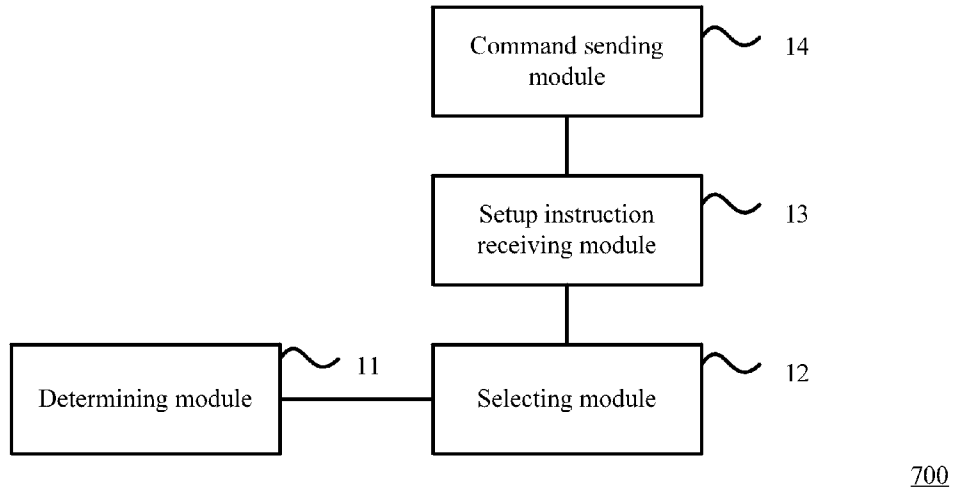 Command sending
module
14
Setup instruction
receiving module
13
Determining module
11
Selecting module
12
700